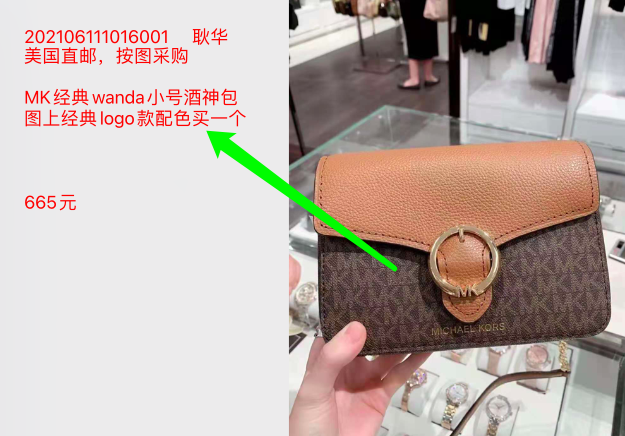 202106111016001 耿华
美国直邮，按图采购
MK经典wanda小号酒神包
图上经典logo款配色买一个
665元
MK
MICHAEL KORS